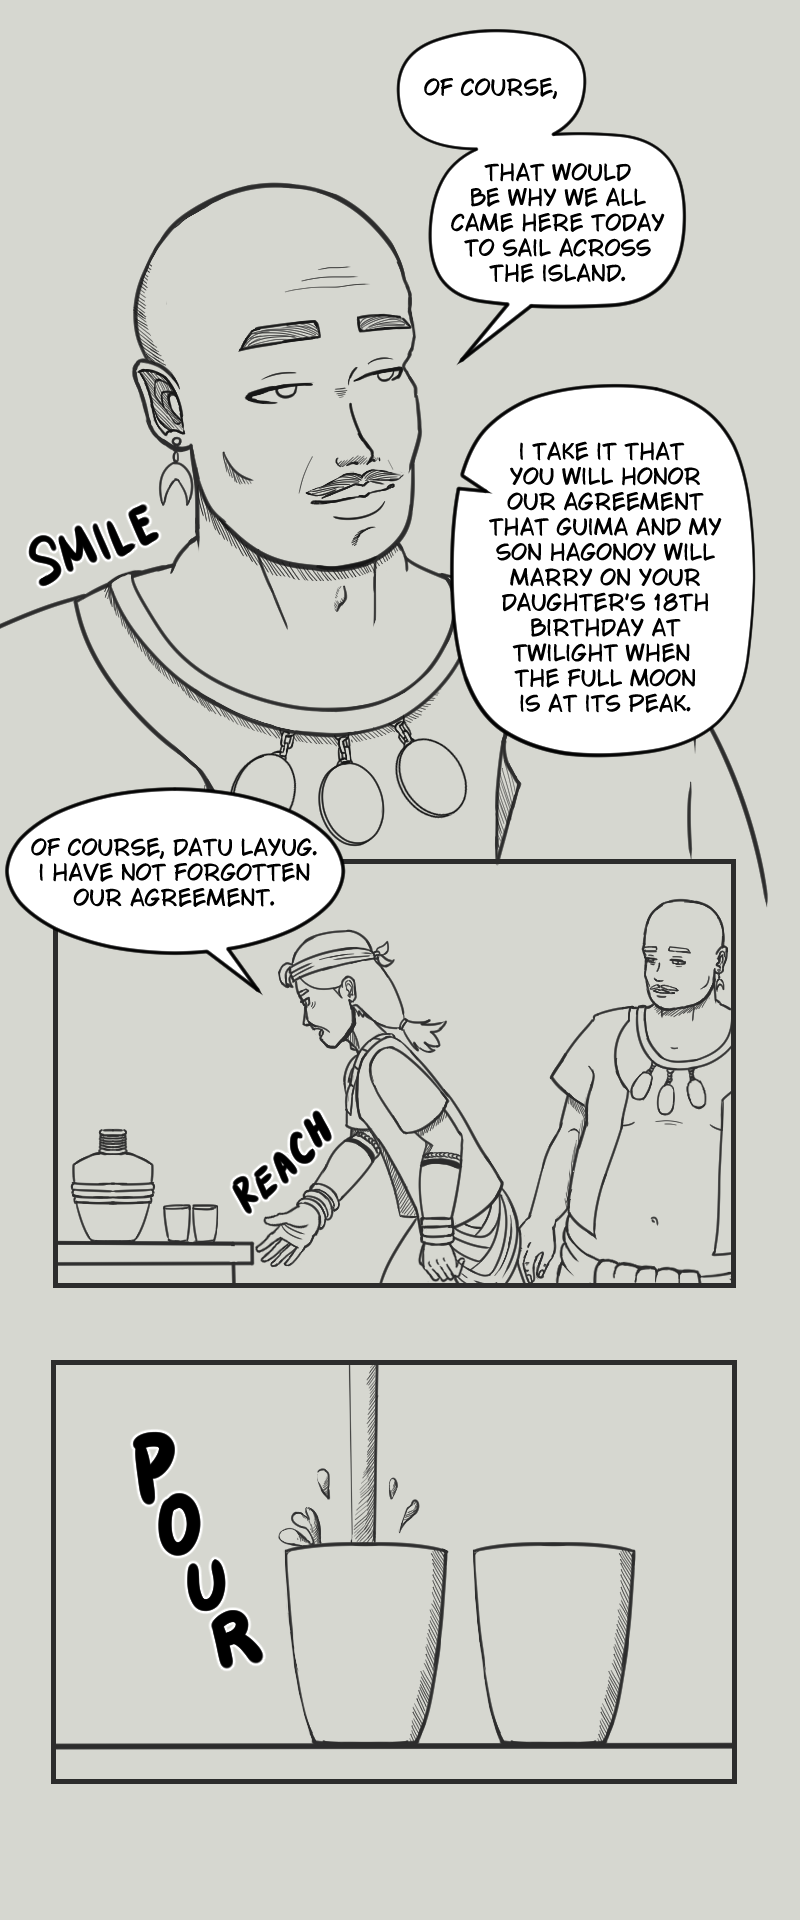 OF COURSE,
THAT WOULD
BE WHY WE ALL
CAME HERE TODAY
TO SAIL ACROSS
THE ISLAND.
I TAKE IT THAT
YOU WILL HONOR
OUR AGREEMENT
THAT GUIMA AND MY
SON HAGONOY WILL
MARRY ON YOUR
DAUGHTER'S 18TH
BIRTHDAY AT
TWILIGHT WHEN
THE FULL MOON
IS AT ITS PEAK.
SMILE
OF COURSE, DATU LAYUG.
I HAVE NOT FORGOTTEN
OUR AGREEMENT.
REACH
POUR